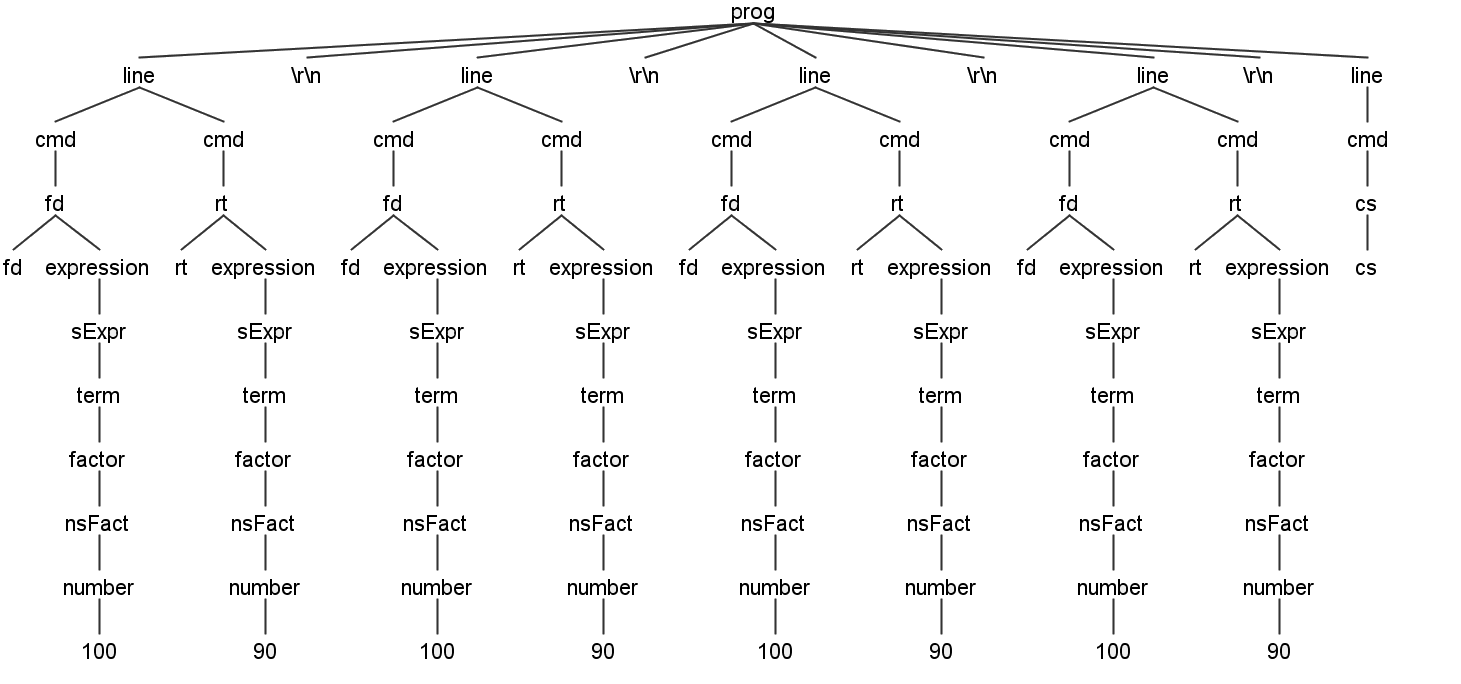 prog
line \r\n line \r\n line \r\n line \r\n line
cmd cmd cmd cmd cmd cmd cmd cmd cmd
fd rt fd rt fd rt fd rt cs
fd expression rt expression fd expression rt expression fd expression rt expression fd expression rt expression cs
sExpr sExpr sExpr sExpr sExpr sExpr sExpr sExpr
term term term term term term term term
factor factor factor factor factor factor factor factor
nsFact nsFact nsFact nsFact nsFact nsFact nsFact nsFact
number number number number number number number number
100 90 100 90 100 90 100 90